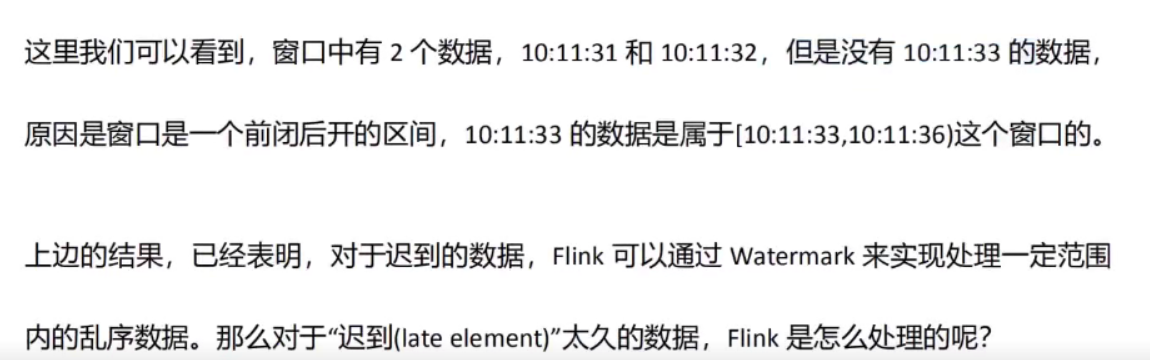 这里我们可以看到，窗口中有 2 个数据，10:11:31 和 10:11:32，但是没有 10:11:33 的数据，
原因是窗口是一个前闭后开的区间，10:11:33 的数据是属于[10:11:33,10:11:36)这个窗口的。
上边的结果，已经表明，对于迟到的数据，Flink 可以通过 Watermark 来实现处理一定范围
内的乱序数据。那么对于“迟到(late element)”太久的数据，Flink 是怎么处理的呢？